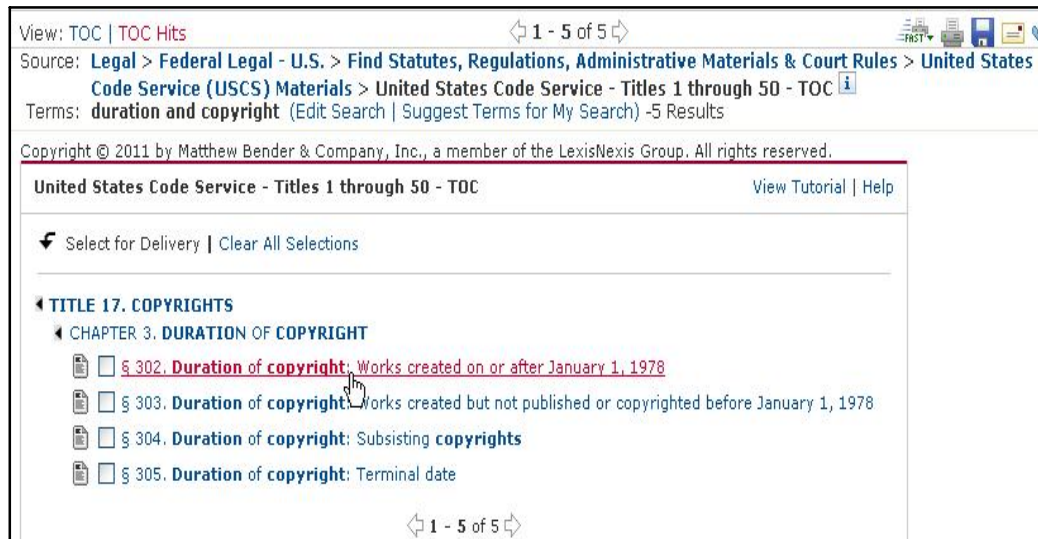 View: TOC | TOC Hits
1 - 5 of 5
FAST
Source: Legal > Federal Legal - U.S. > Find Statutes, Regulations, Administrative Materials & Court Rules > United States
Code Service (USCS) Materials > United States Code Service - Titles 1 through 50 - TOC i
Terms: duration and copyright (Edit Search | Suggest Terms for My Search) -5 Results
Copyright © 2011 by Matthew Bender & Company, Inc., a member of the LexisNexis Group. All rights reserved.
United States Code Service - Titles 1 through 50 - TOC
View Tutorial | Help
Select for Delivery | Clear All Selections
TITLE 17. COPYRIGHTS
CHAPTER 3. DURATION OF COPYRIGHT
§ 302. Duration of copyright: Works created on or after January 1, 1978
§ 303. Duration of copyright: Works created but not published or copyrighted before January 1, 1978
§ 304. Duration of copyright: Subsisting copyrights
§ 305. Duration of copyright: Terminal date
1 - 5 of 5